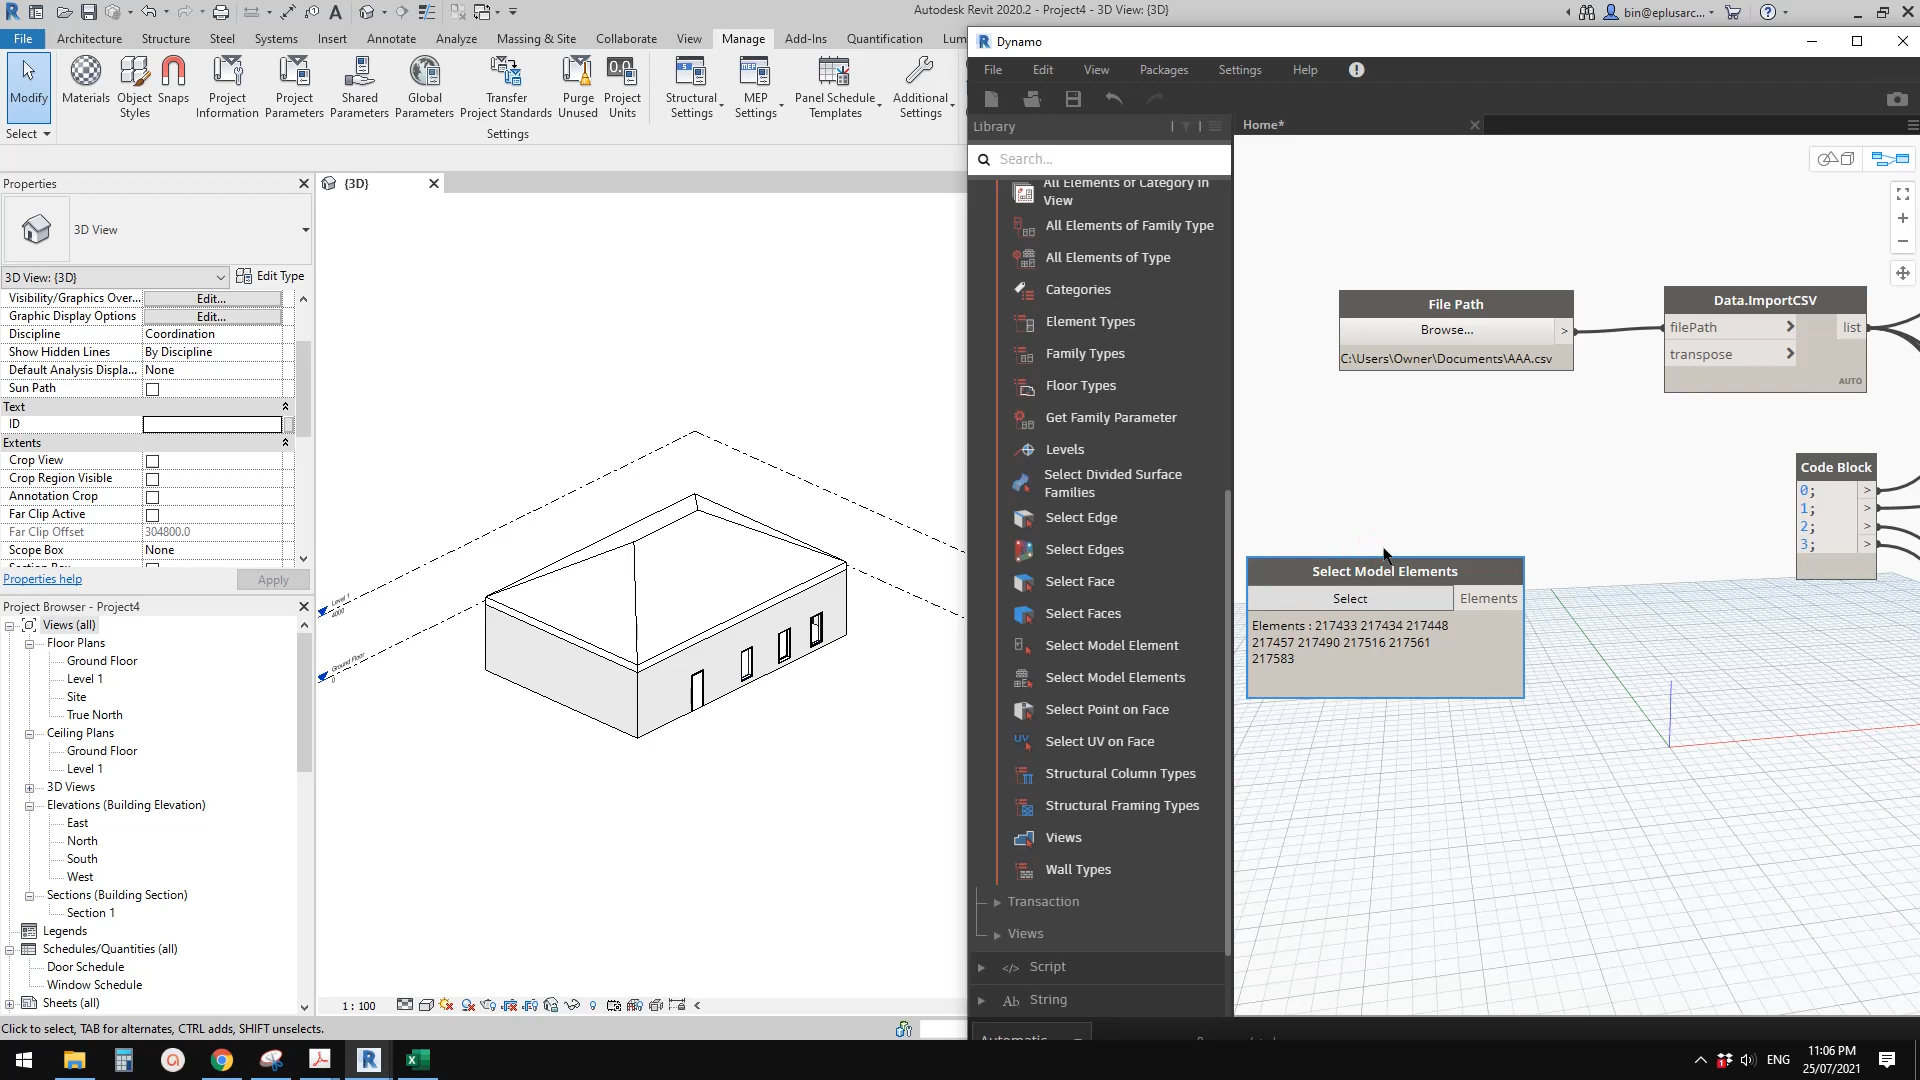 Autodesk Revit 2020.2 - Project4 - 3D View: {3D}
bin@eplusarc...
File
Architecture
Structure
Steel
Systems
Insert
Annotate
Analyze
Massing & Site
Collaborate
View
Manage
Add-Ins
Quantification
Lum
Modify
Materials
Object
Styles
Snaps
Project
Information
Project
Parameters
Shared
Parameters
Global
Parameters
Transfer
Project Standards
Purge
Unused
Project
Units
Structural
Settings
MEP
Settings
Panel Schedule
Templates
Additional
Settings
Select
Settings
Properties
3D View
3D View: {3D}
Edit Type
Visibility/Graphics Over...
Edit...
Graphic Display Options
Edit...
Discipline
Coordination
Show Hidden Lines
By Discipline
Default Analysis Displa...
None
Sun Path
Text
ID
Extents
Crop View
Crop Region Visible
Annotation Crop
Far Clip Active
Far Clip Offset
304800.0
Scope Box
None
Properties help
Apply
Project Browser - Project4
Views (all)
Floor Plans
Ground Floor
Level 1
Site
True North
Ceiling Plans
Ground Floor
Level 1
3D Views
Elevations (Building Elevation)
East
North
South
West
Sections (Building Section)
Section 1
Legends
Schedules/Quantities (all)
Door Schedule
Window Schedule
Sheets (all)
{3D}
Level 1
4000
Ground Floor
0
1 : 100
Click to select, TAB for alternates, CTRL adds, SHIFT unselects.
Dynamo
File
Edit
View
Packages
Settings
Help
Library
Search...
All Elements of Category in
View
All Elements of Family Type
All Elements of Type
Categories
Element Types
Family Types
Floor Types
Get Family Parameter
Levels
Select Divided Surface
Families
Select Edge
Select Edges
Select Face
Select Faces
Select Model Element
Select Model Elements
Select Point on Face
Select UV on Face
Structural Column Types
Structural Framing Types
Views
Wall Types
Transaction
Views
Script
String
Automatic
Home*
File Path
Browse...
>
C:\Users\Owner\Documents\AAA.csv
Data.ImportCSV
filePath
list
transpose
AUTO
Code Block
0; >
1; >
2; >
3; >
Select Model Elements
Select
Elements
Elements : 217433 217434 217448
217457 217490 217516 217561
217583
ENG
11:06 PM
25/07/2021